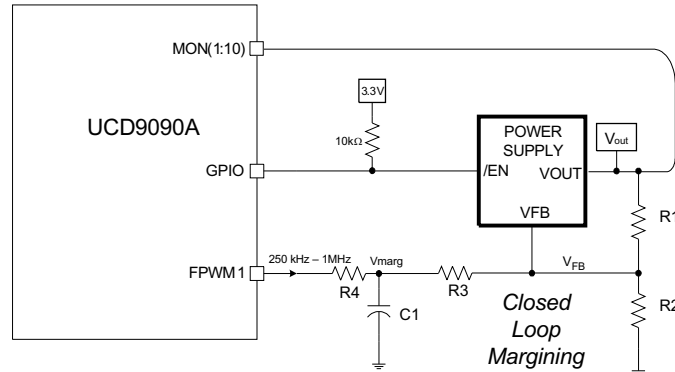 MON(1:10)
3.3V
UCD9090A
10kΩ
POWER
SUPPLY
Vout
GPIO
/EN
VOUT
VFB
R1
FPWM1
250 kHz – 1MHz
Vmarg
R4
R3
VFB
C1
R2
Closed
Loop
Margining